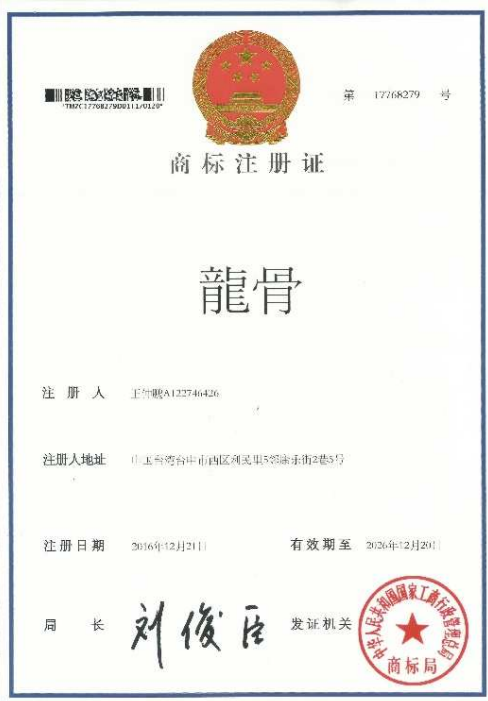 第 17768279 号
商标注册证
龍骨
注册人
注册人地址
注册日期 2016年12月21日 有效期至 2026年12月20日
局长 刘俊臣 发证机关
中华人民共和国国家工商行政管理总局
商标局